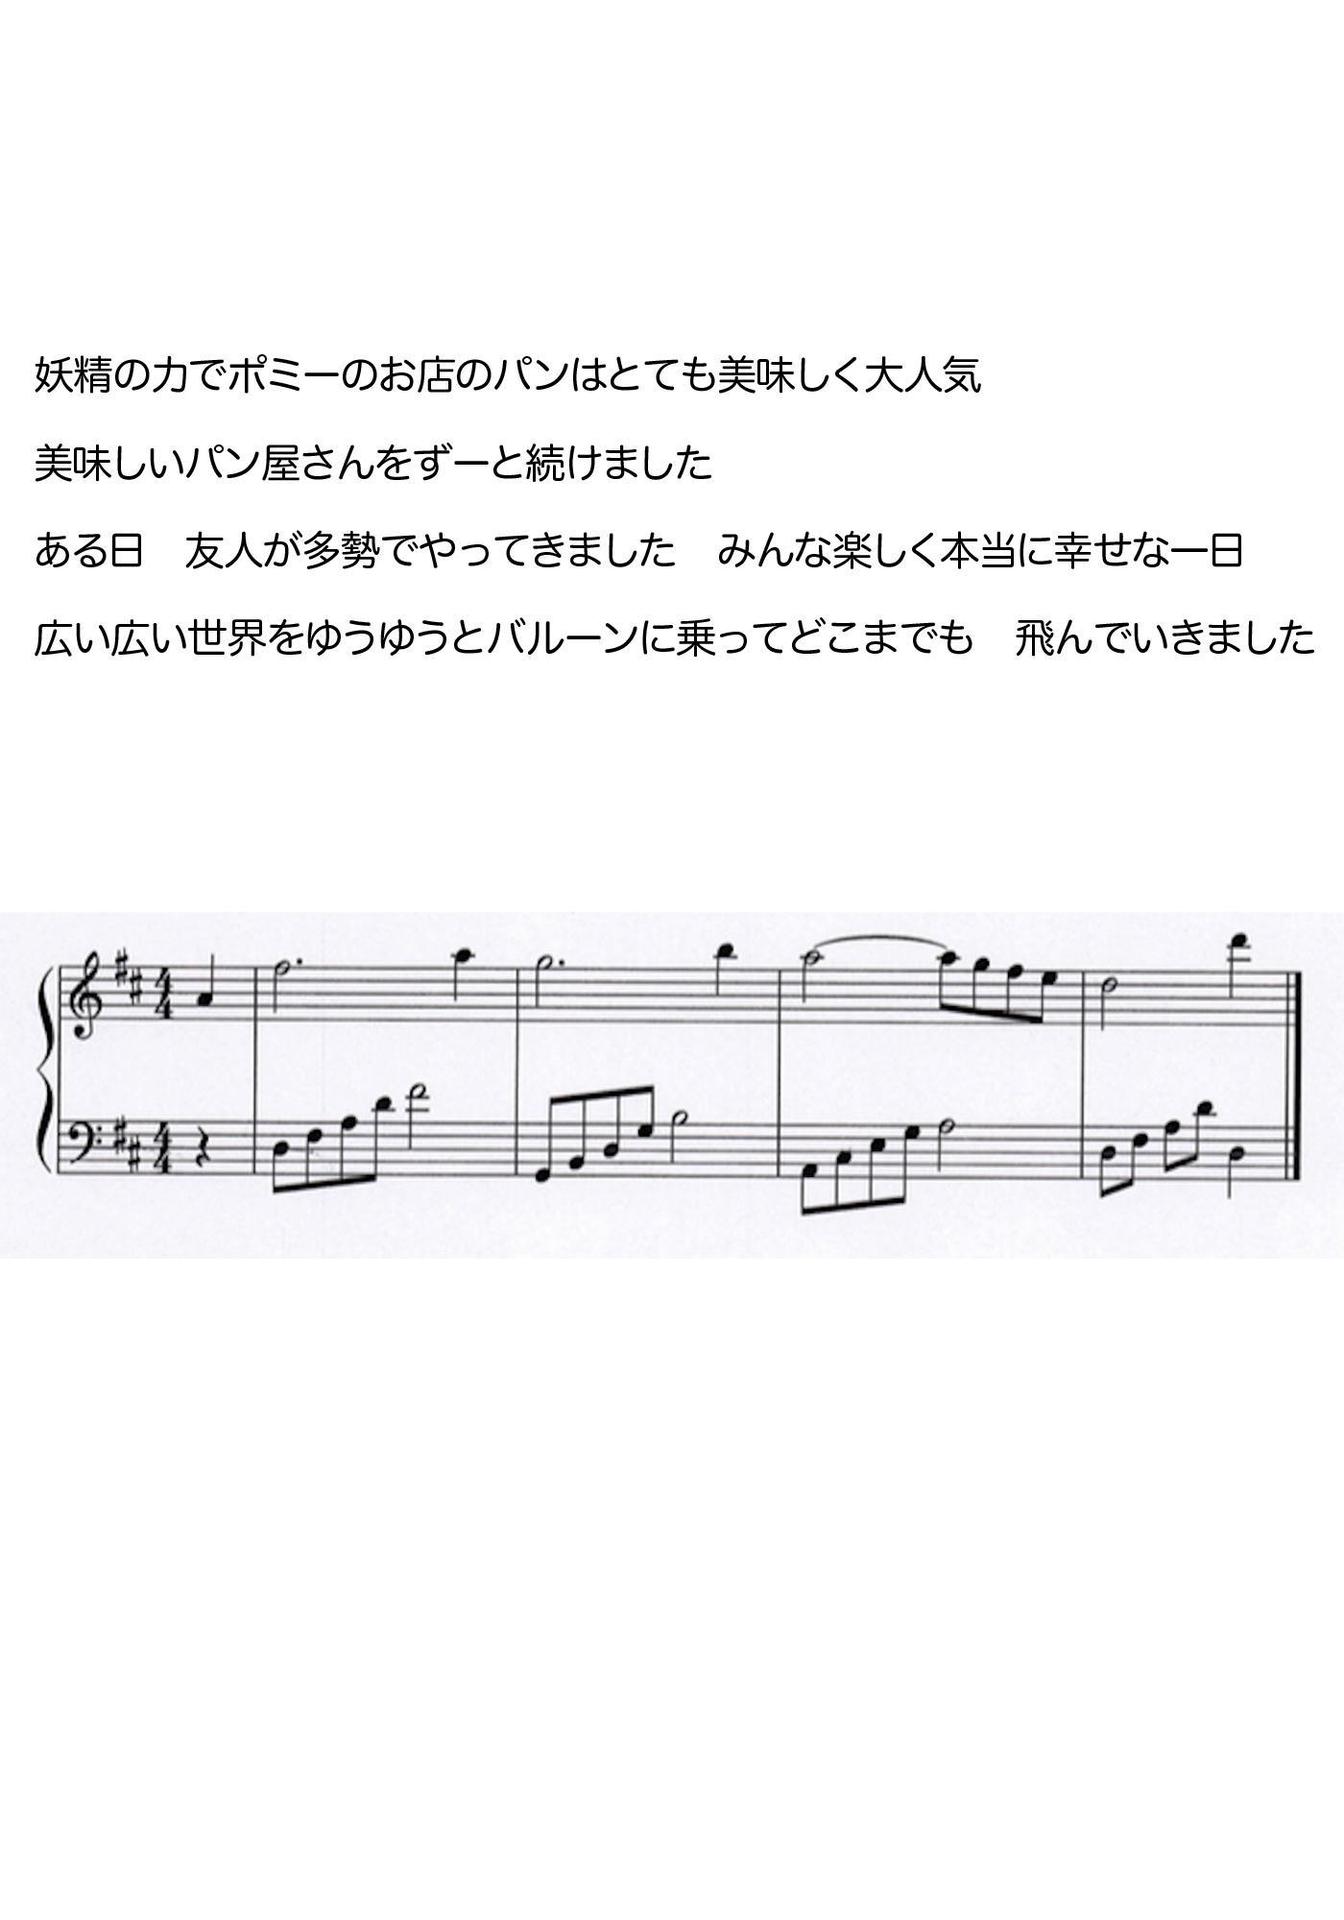 妖精の力でポミーのお店のパンはとても美味しく大人気
美味しいパン屋さんをずーと続けました
ある日　友人が多勢でやってきました　みんな楽しく本当に幸せな一日
広い広い世界をゆうゆうとバルーンに乗ってどこまでも　飛んでいきました